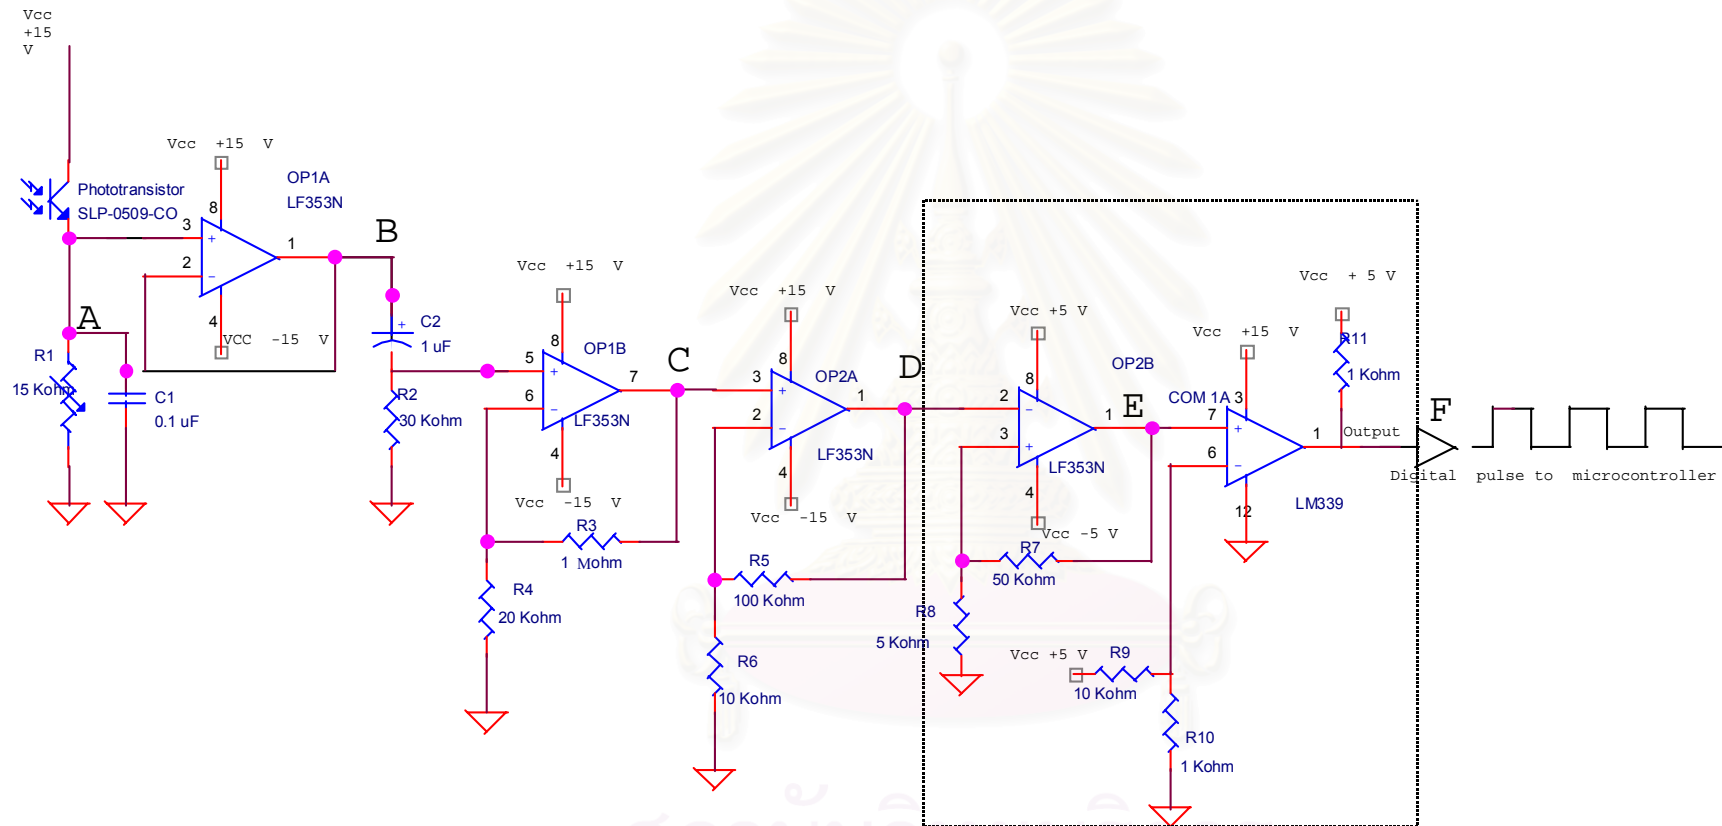 Vcc
+15
V
Phototransistor
SLP-0509-CO
A
R1
15 Kohm
C1
0.1 uF
Vcc +15 V
OP1A
LF353N
8
3
+
2
−
1
4
VCC -15 V
B
C2
+
1 uF
R2
30 Kohm
Vcc +15 V
8
OP1B
5
+
6
−
7
LF353N
4
Vcc -15 V
C
R3
1 Mohm
R4
20 Kohm
Vcc +15 V
8
OP2A
3
+
2
−
1
LF353N
4
Vcc -15 V
D
R5
100 Kohm
R6
10 Kohm
Vcc +5 V
8
OP2B
2
−
3
+
1
LF353N
4
Vcc -5 V
E
R7
50 Kohm
R8
5 Kohm
Vcc +5 V
R9
10 Kohm
R10
1 Kohm
Vcc +15 V
COM 1A
3
7
+
6
−
1
12
LM339
Vcc + 5 V
R11
1 Kohm
Output
F
Digital pulse to microcontroller